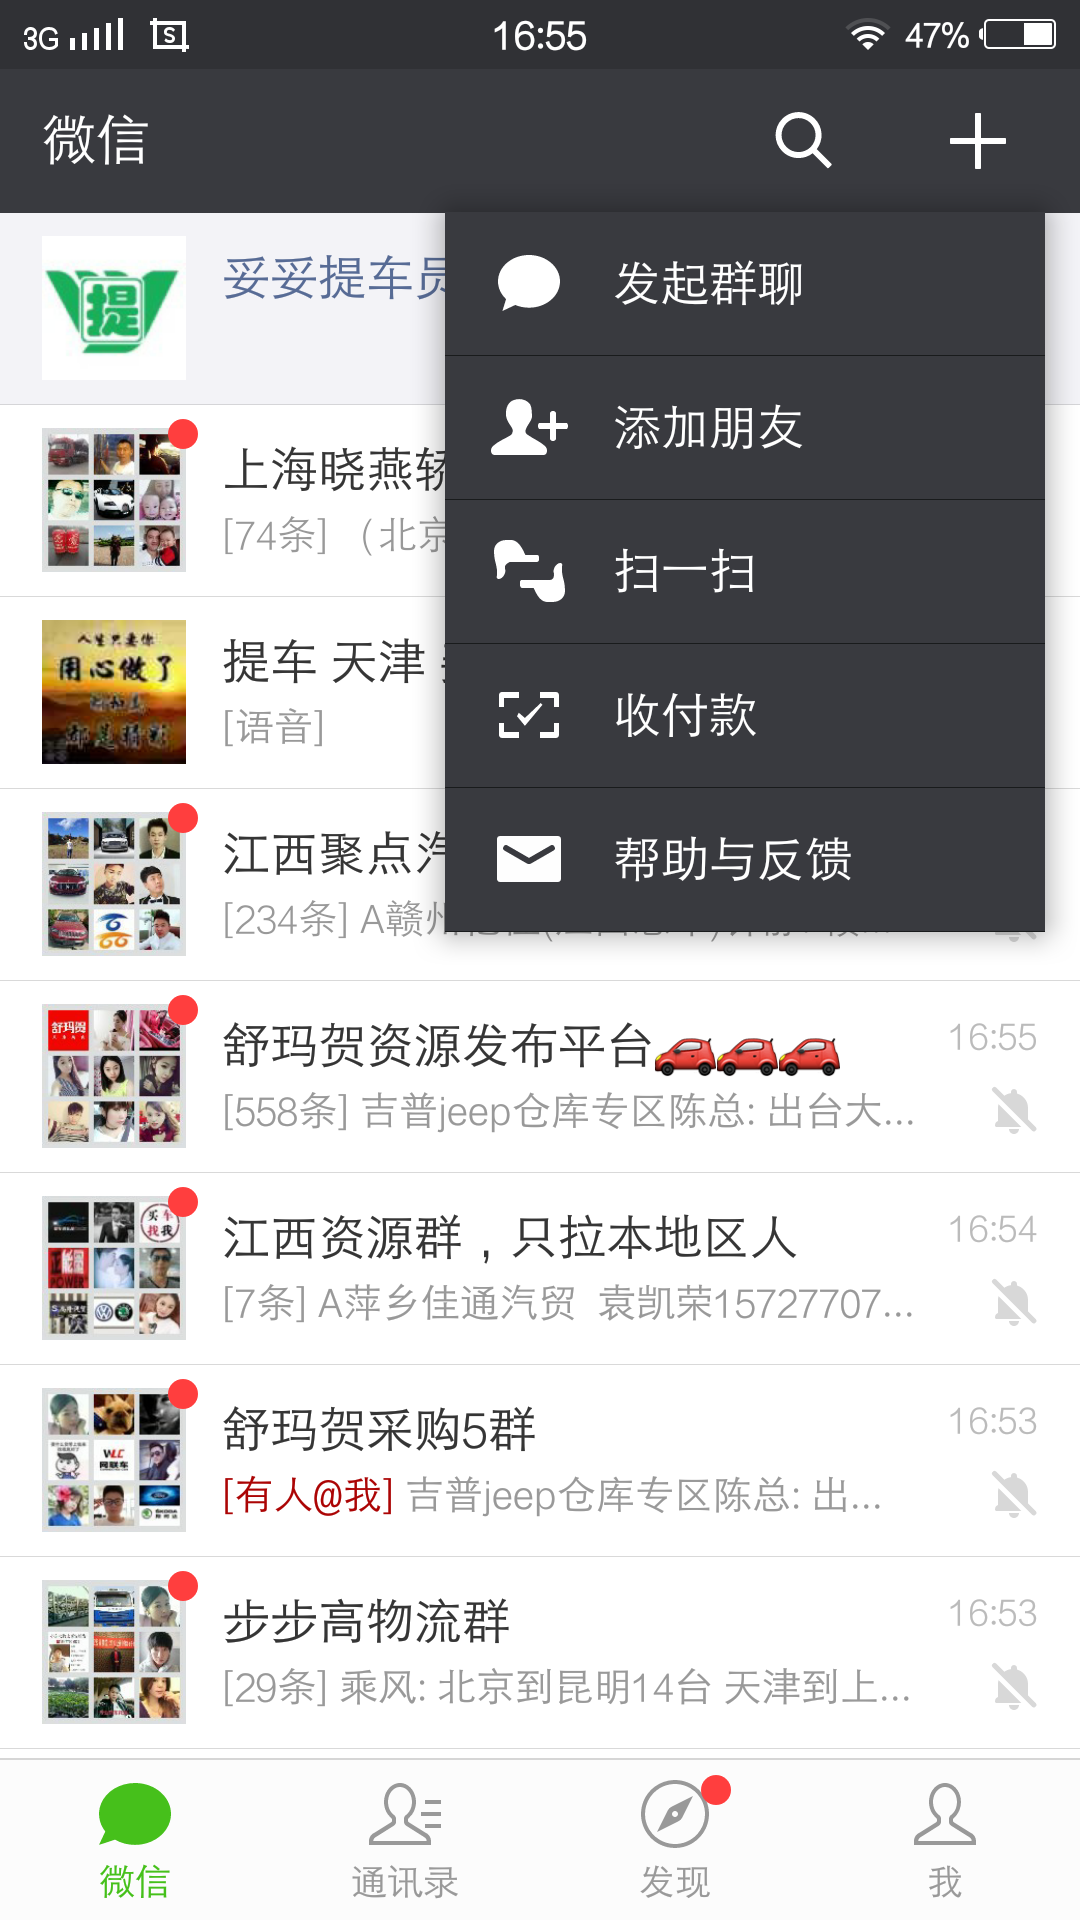 3G
16:55
47%
微信
妥妥提车员
发起群聊
上海晓燕轿
[74条] （北京
添加朋友
扫一扫
提车 天津
[语音]
收付款
江西聚点汽
[234条] A赣州
帮助与反馈
舒玛贺资源发布平台🚗🚗🚗
16:55
[558条] 吉普jeep仓库专区陈总: 出台大...
江西资源群，只拉本地区人
16:54
[7条] A萍乡佳通汽贸 袁凯荣15727707...
舒玛贺采购5群
16:53
[有人@我] 吉普jeep仓库专区陈总: 出...
步步高物流群
16:53
[29条] 乘风: 北京到昆明14台 天津到上...
微信
通讯录
发现
我